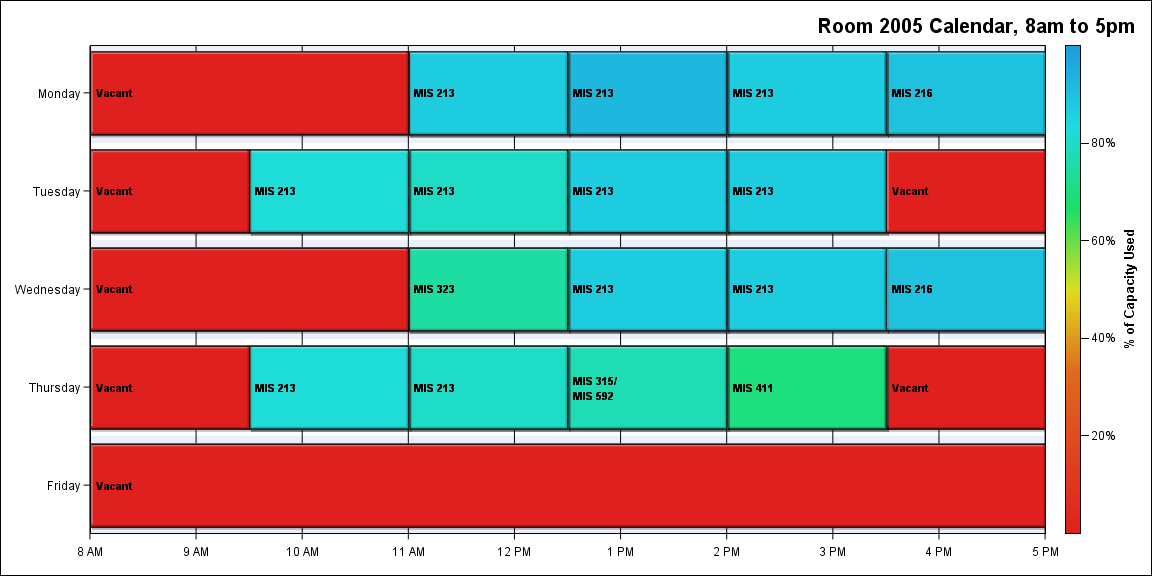 Room 2005 Calendar, 8am to 5pm
Monday
Vacant
MIS 213
MIS 213
MIS 213
MIS 216
Tuesday
Vacant
MIS 213
MIS 213
MIS 213
MIS 213
Vacant
Wednesday
Vacant
MIS 323
MIS 213
MIS 213
MIS 216
Thursday
Vacant
MIS 213
MIS 213
MIS 315/
MIS 592
MIS 411
Vacant
Friday
Vacant
8 AM
9 AM
10 AM
11 AM
12 PM
1 PM
2 PM
3 PM
4 PM
5 PM
80%
60%
40%
20%
% of Capacity Used